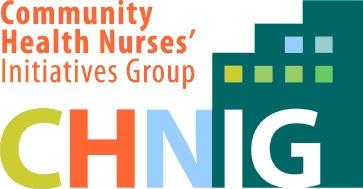 Community
Health Nurses’
Initiatives Group
CHNIG